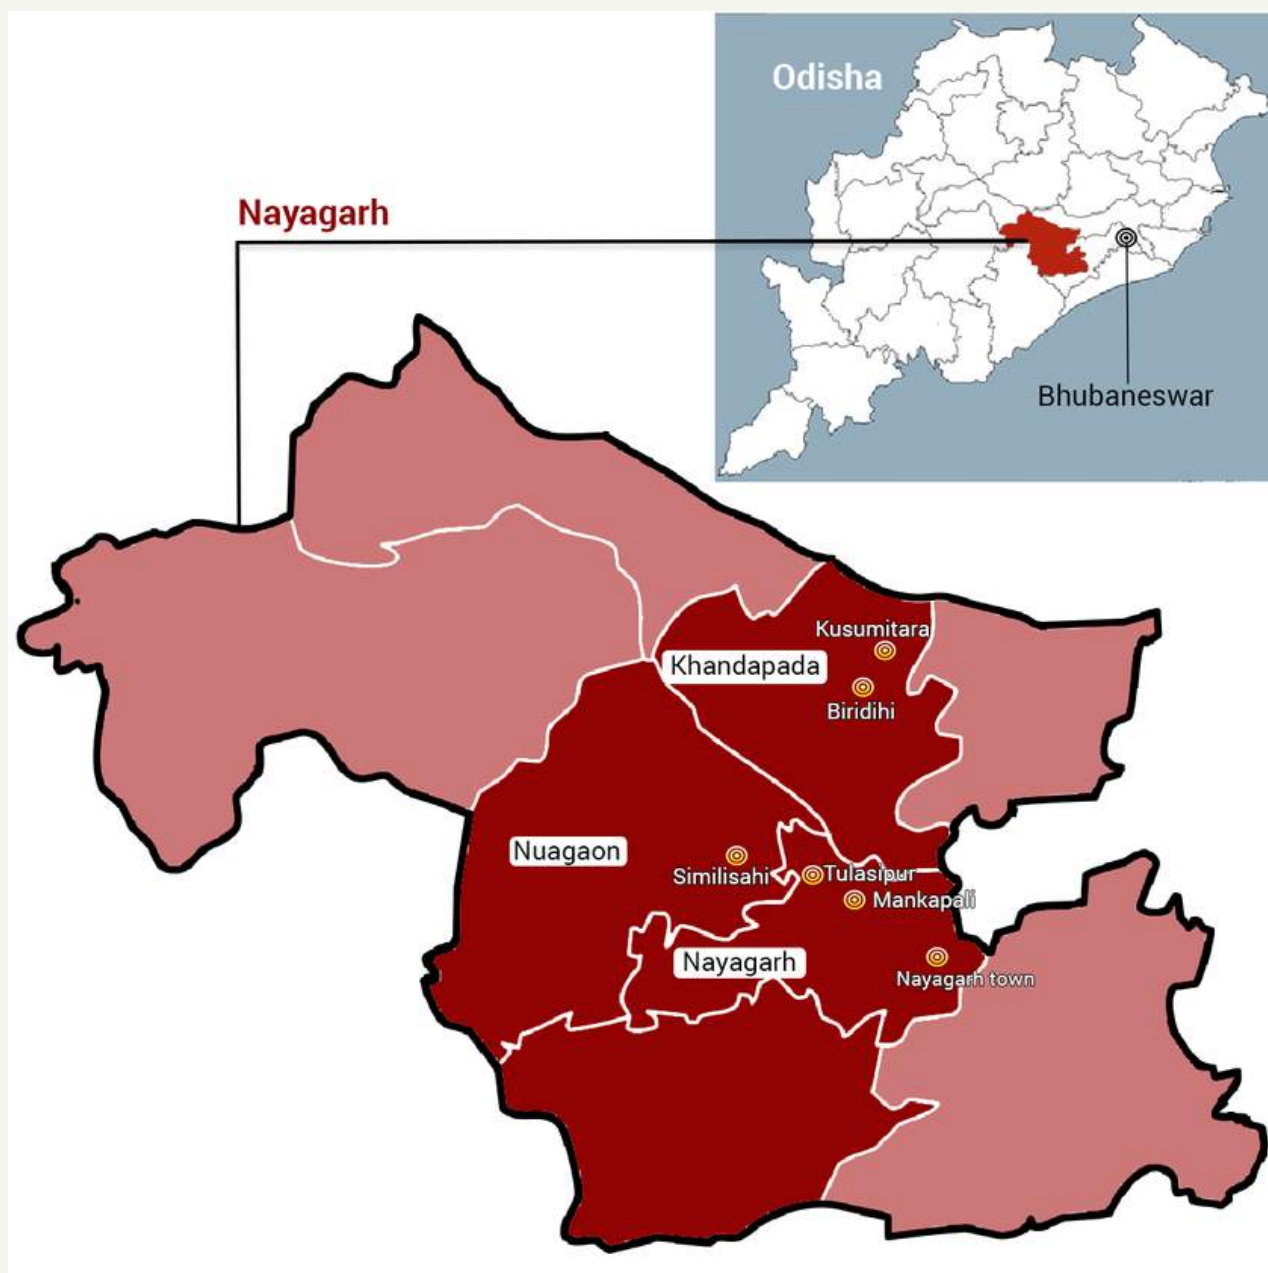 Odisha
Nayagarh
Bhubaneswar
Kusumitara
Khandapada
Biridihi
Nuagaon
Similisahi
Tulasipur
Mankapali
Nayagarh
Nayagarh town